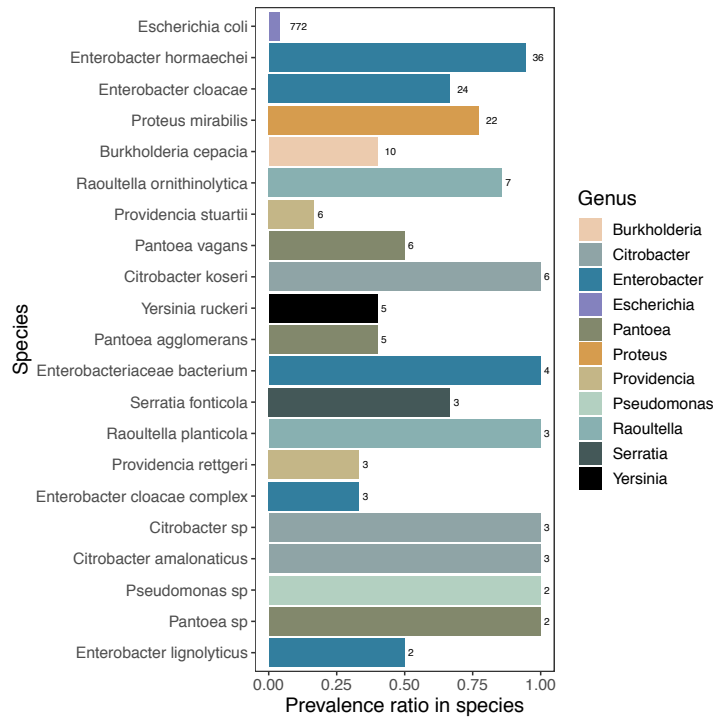 Species
Escherichia coli 772
Enterobacter hormaechei 36
Enterobacter cloacae 24
Proteus mirabilis 22
Burkholderia cepacia 10
Raoultella ornithinolytica 7
Providencia stuartii 6
Pantoea vagans 6
Citrobacter koseri 6
Yersinia ruckeri 5
Pantoea agglomerans 5
Enterobacteriaceae bacterium 4
Serratia fonticola 3
Raoultella planticola 3
Providencia rettgeri 3
Enterobacter cloacae complex 3
Citrobacter sp 3
Citrobacter amalonaticus 3
Pseudomonas sp 2
Pantoea sp 2
Enterobacter lignolyticus 2
0.00 0.25 0.50 0.75 1.00
Prevalence ratio in species
Genus
Burkholderia
Citrobacter
Enterobacter
Escherichia
Pantoea
Proteus
Providencia
Pseudomonas
Raoultella
Serratia
Yersinia